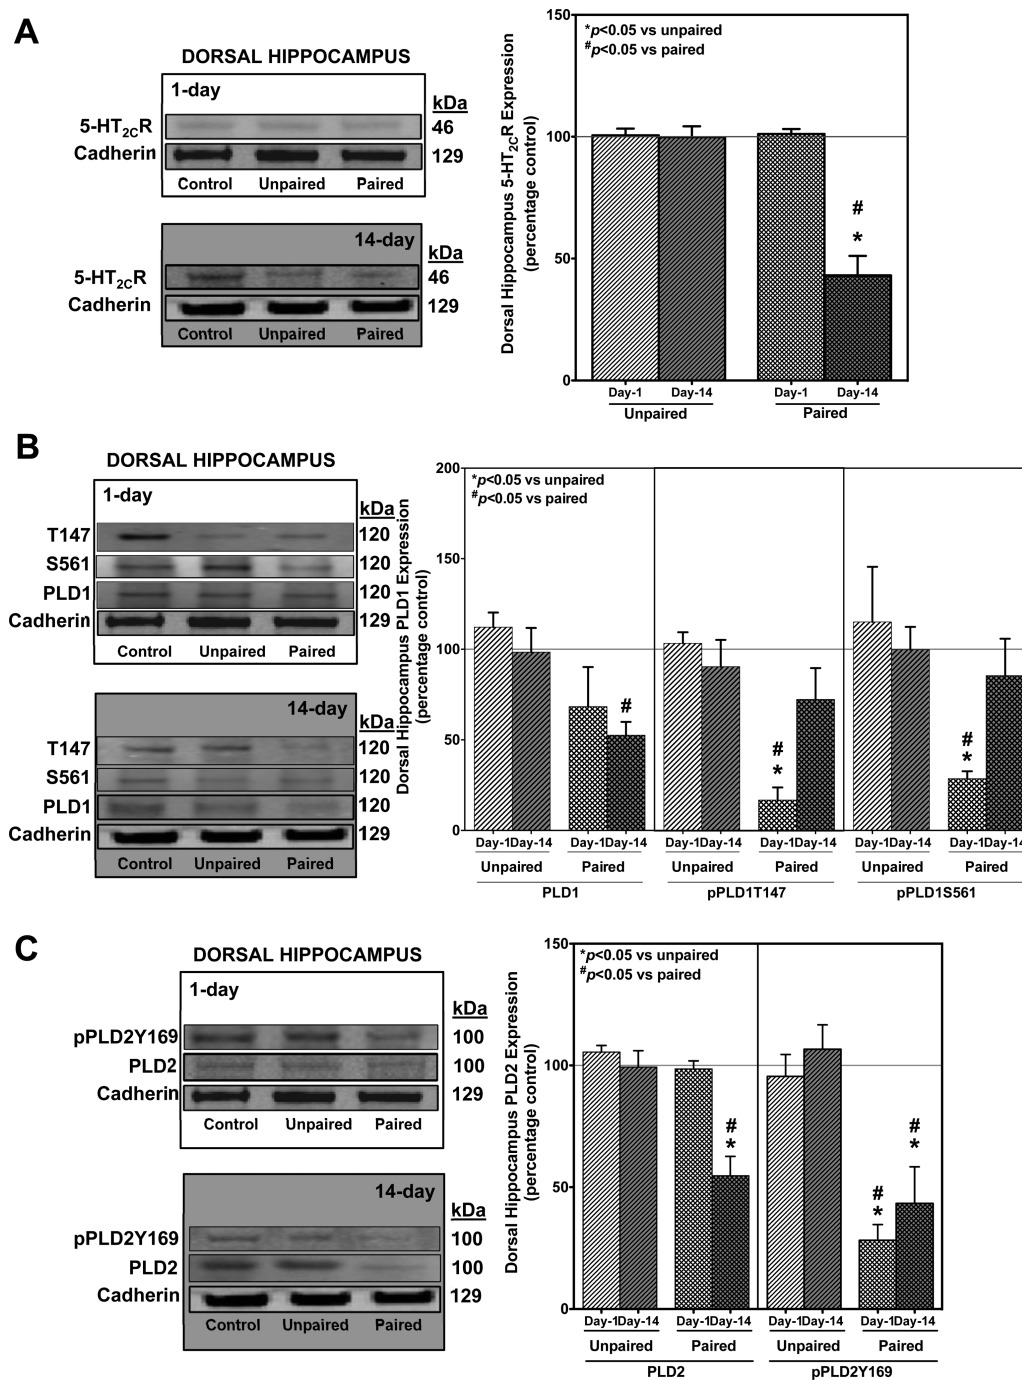 A
DORSAL HIPPOCAMPUS
1-day
kDa
5-HT2CR
46
Cadherin
129
Control Unpaired Paired
14-day
kDa
5-HT2CR
46
Cadherin
129
Control Unpaired Paired
Dorsal Hippocampus 5-HT2CR Expression
(percentage control)
150
100
50
0
*p<0.05 vs unpaired
#p<0.05 vs paired
#
*
Day-1 Day-14 Day-1 Day-14
Unpaired Paired
B
DORSAL HIPPOCAMPUS
1-day
kDa
T147
120
S561
120
PLD1
120
Cadherin
129
Control Unpaired Paired
14-day
kDa
T147
120
S561
120
PLD1
120
Cadherin
129
Control Unpaired Paired
Dorsal Hippocampus PLD1 Expression
(percentage control)
200
150
100
50
0
*p<0.05 vs unpaired
#p<0.05 vs paired
#
#
*
#
*
Day-1Day-14 Day-1Day-14 Day-1Day-14 Day-1Day-14 Day-1Day-14 Day-1Day-14
Unpaired Paired Unpaired Paired Unpaired Paired
PLD1 pPLD1T147 pPLD1S561
C
DORSAL HIPPOCAMPUS
1-day
kDa
pPLD2Y169
100
PLD2
100
Cadherin
129
Control Unpaired Paired
14-day
kDa
pPLD2Y169
100
PLD2
100
Cadherin
129
Control Unpaired Paired
Dorsal Hippocampus PLD2 Expression
(percentage control)
150
100
50
0
*p<0.05 vs unpaired
#p<0.05 vs paired
#
*
#
*
#
*
Day-1Day-14 Day-1Day-14 Day-1Day-14 Day-1Day-14
Unpaired Paired Unpaired Paired
PLD2 pPLD2Y169